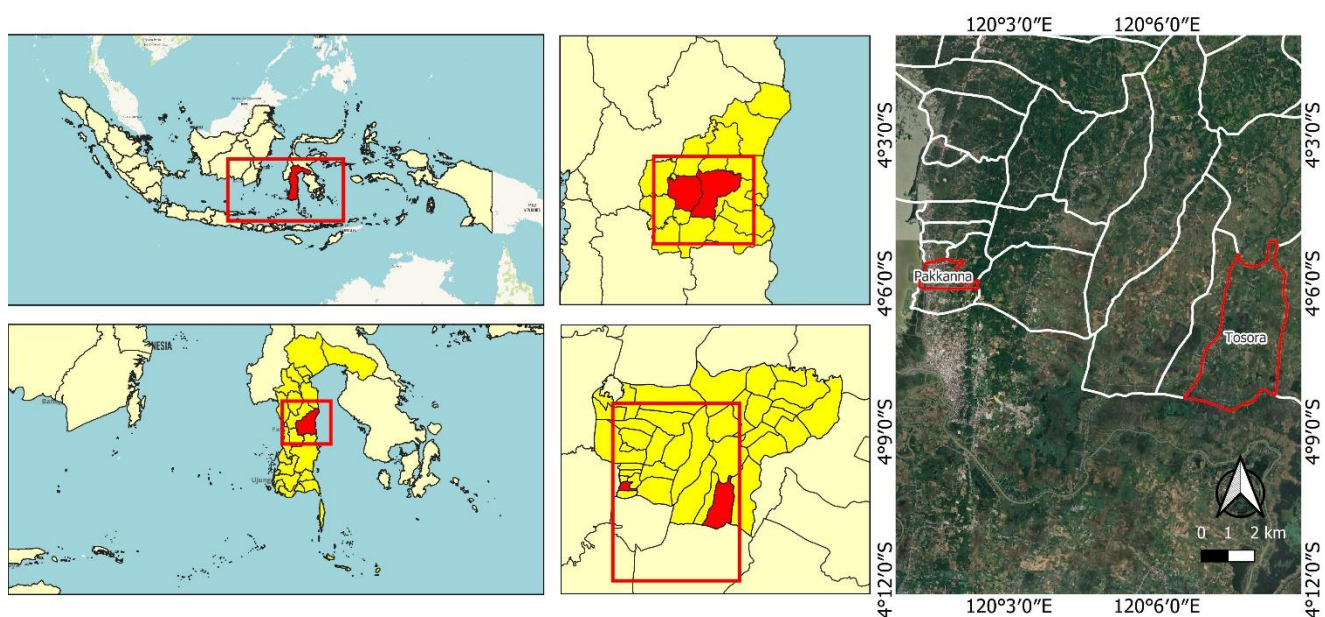 120°3′0″E 120°6′0″E
4°3′0″S 4°3′0″S
Pakkanna
4°6′0″S 4°6′0″S
Tosora
NESIA
4°9′0″S 4°9′0″S
0 1 2 km
4°12′0″S 4°12′0″S
120°3′0″E 120°6′0″E